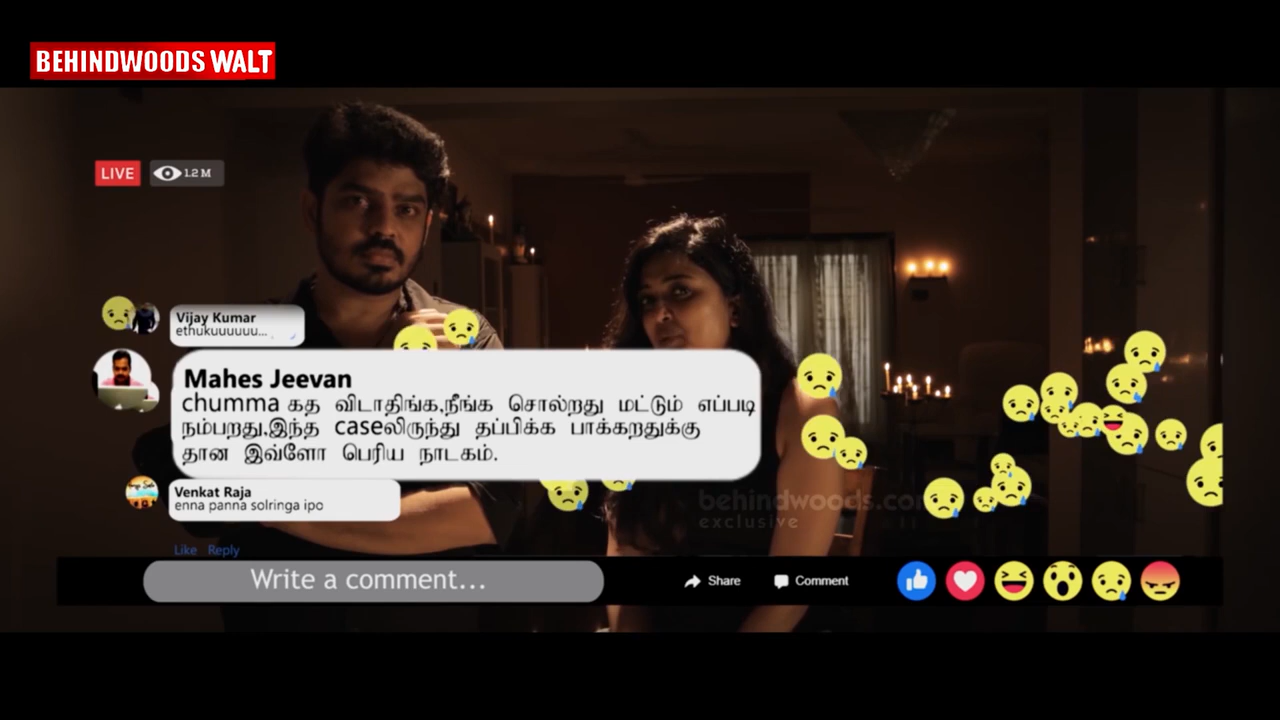 BEHINDWOODS WALT
LIVE 1.2 M
Vijay Kumar
ethukuuuuuu...
Mahes Jeevan
chumma கத விடாதிங்க,நீங்க சொல்றது மட்டும் எப்படி
நம்பறது.இந்த caseலிருந்து தப்பிக்க பாக்கறதுக்கு
தான இவ்ளோ பெரிய நாடகம்.
Venkat Raja
enna panna solringa ipo
behindwoods.com
exclusive
Like Reply
Write a comment... Share Comment